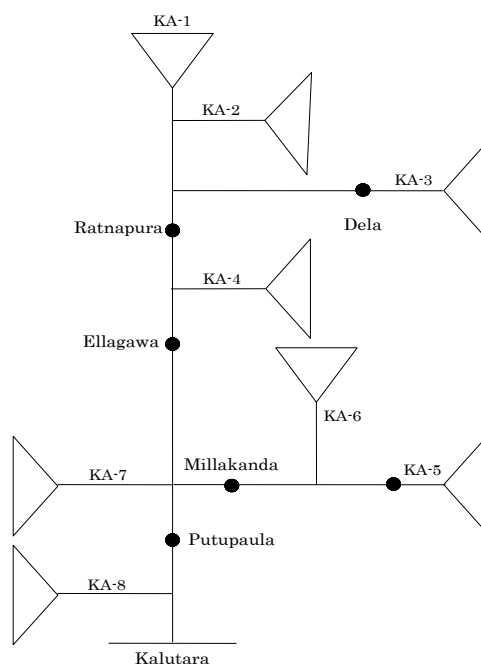 KA-1
KA-2
KA-3
Dela
Ratnapura
KA-4
Ellagawa
KA-6
Millakanda
KA-5
KA-7
Putupaula
KA-8
Kalutara